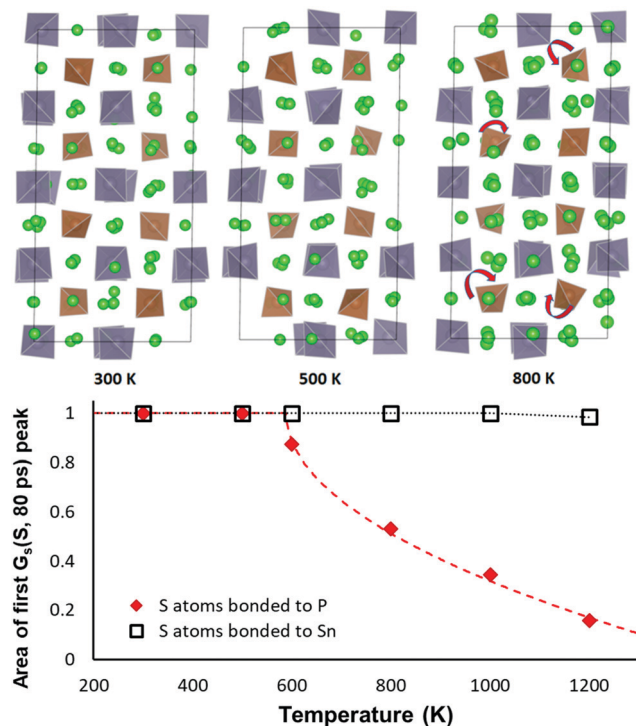 300 K 500 K 800 K
Area of first Gs(S, 80 ps) peak
1
0.8
0.6
0.4
0.2
0
S atoms bonded to P
S atoms bonded to Sn
200 400 600 800 1000 1200
Temperature (K)